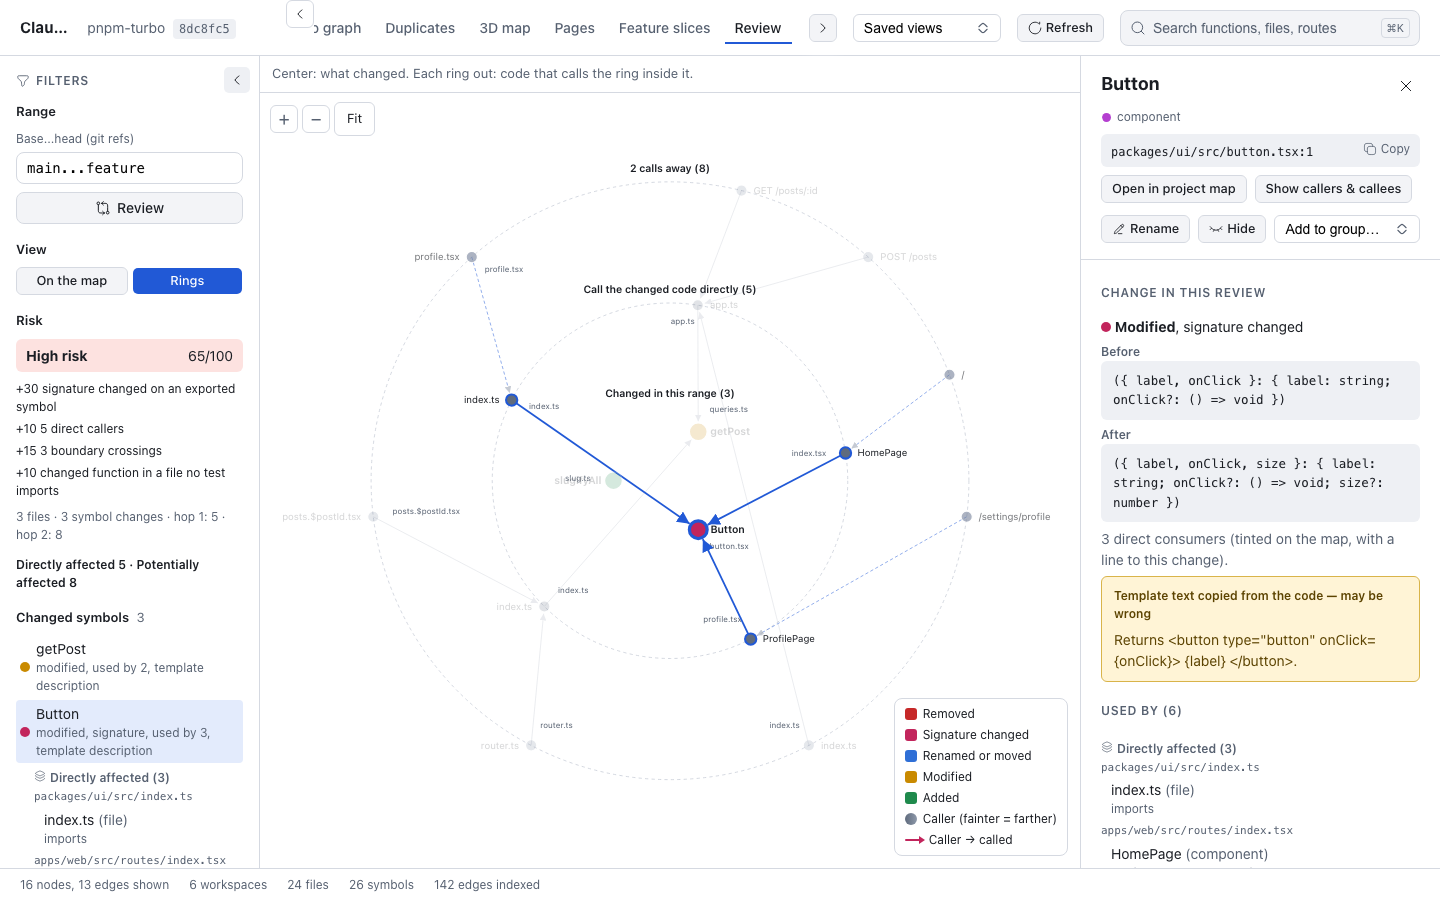 Clau...
pnpm-turbo
8dc8fc5
graph
Duplicates
3D map
Pages
Feature slices
Review
Saved views
Refresh
Search functions, files, routes
⌘K
FILTERS
Range
Base...head (git refs)
main...feature
Review
View
On the map
Rings
Risk
High risk
65/100
+30 signature changed on an exported
symbol
+10 5 direct callers
+15 3 boundary crossings
+10 changed function in a file no test
imports
3 files · 3 symbol changes · hop 1: 5 ·
hop 2: 8
Directly affected 5 · Potentially
affected 8
Changed symbols 3
getPost
modified, used by 2, template
description
Button
modified, signature, used by 3,
template description
Directly affected (3)
packages/ui/src/index.ts
index.ts (file)
imports
apps/web/src/routes/index.tsx
Center: what changed. Each ring out: code that calls the ring inside it.
+
−
Fit
2 calls away (8)
GET /posts/:id
profile.tsx
profile.tsx
POST /posts
Call the changed code directly (5)
app.ts
app.ts
/
Changed in this range (3)
index.ts
index.ts
queries.ts
getPost
index.tsx
HomePage
slug.ts
posts.$postId.tsx
posts.$postId.tsx
/settings/profile
Button
button.tsx
index.ts
index.ts
profile.tsx
ProfilePage
router.ts
router.ts
index.ts
index.ts
Removed
Signature changed
Renamed or moved
Modified
Added
Caller (fainter = farther)
Caller → called
Button
component
packages/ui/src/button.tsx:1
Copy
Open in project map
Show callers & callees
Rename
Hide
Add to group...
CHANGE IN THIS REVIEW
Modified, signature changed
Before
({ label, onClick }: { label: string;
onClick?: () => void })
After
({ label, onClick, size }: { label:
string; onClick?: () => void; size?:
number })
3 direct consumers (tinted on the map, with a
line to this change).
Template text copied from the code — may be
wrong
Returns <button type="button" onClick=
{onClick}> {label} </button>.
USED BY (6)
Directly affected (3)
packages/ui/src/index.ts
index.ts (file)
imports
apps/web/src/routes/index.tsx
HomePage (component)
16 nodes, 13 edges shown
6 workspaces
24 files
26 symbols
142 edges indexed